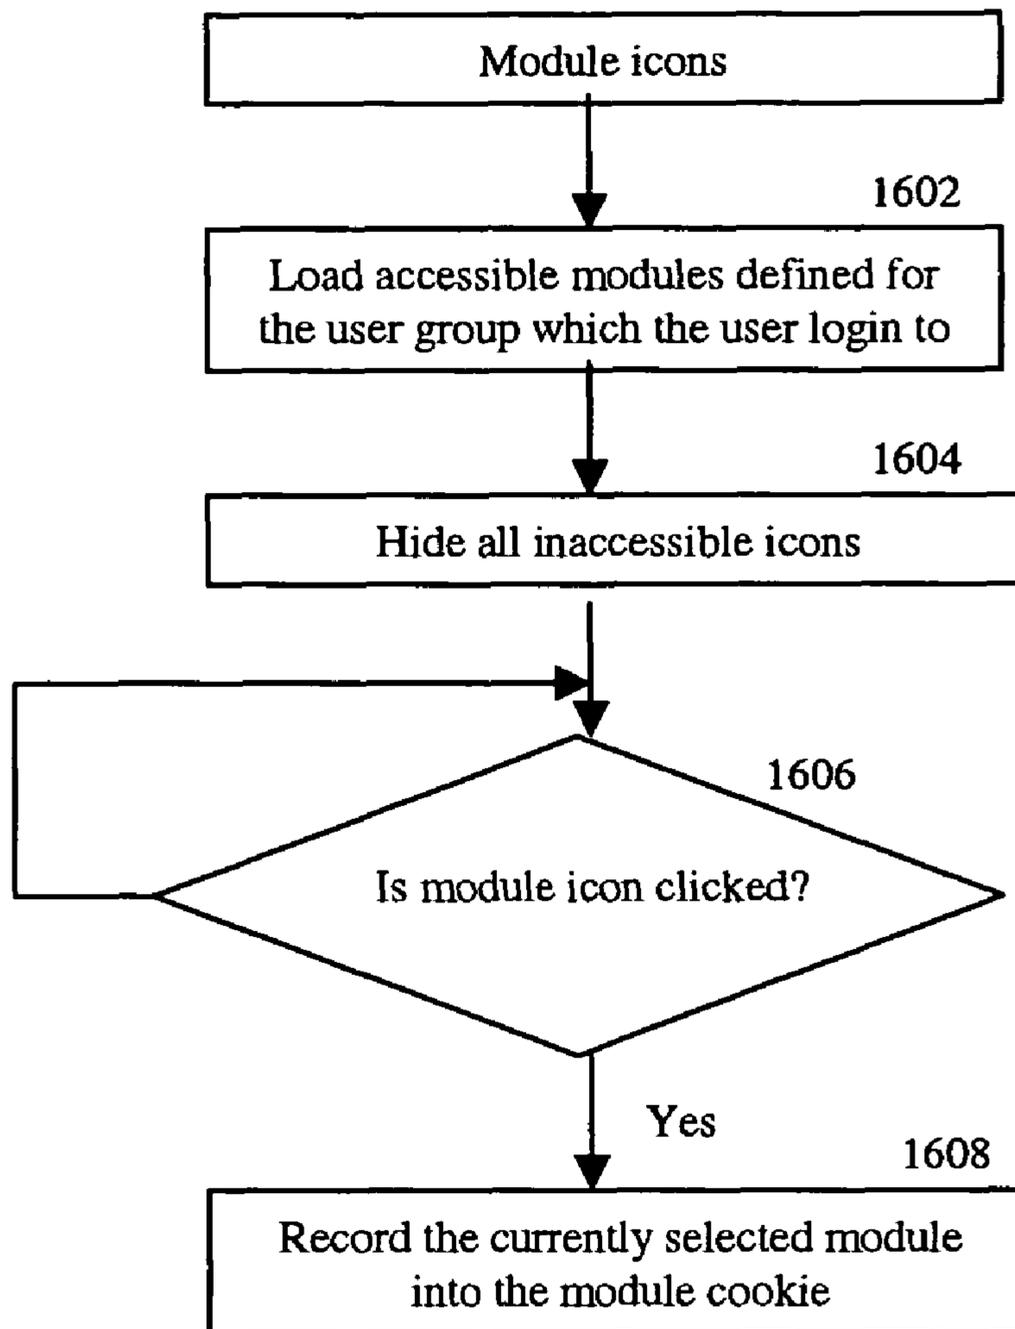 Module icons
1602
Load accessible modules defined for
the user group which the user login to
1604
Hide all inaccessible icons
1606
Is module icon clicked?
Yes
1608
Record the currently selected module
into the module cookie